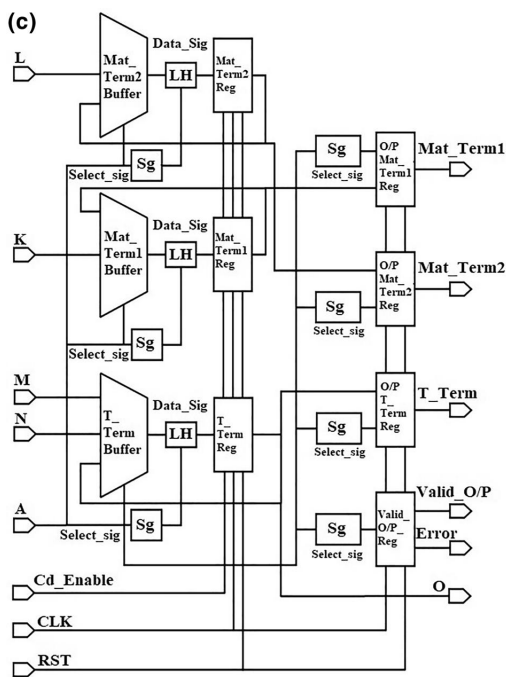 (c)
L
Mat_
Term2
Buffer
Data_Sig
LH
Mat_
Term2
Reg
Select_sig
Sg
Sg
Select_sig
O/P
Mat_
Term1
Reg
Mat_Term1
K
Mat_
Term1
Buffer
Data_Sig
LH
Mat_
Term1
Reg
Select_sig
Sg
O/P
Mat_
Term2
Reg
Mat_Term2
Sg
Select_sig
M
N
T_
Term
Buffer
Data_Sig
LH
T_
Term
Reg
O/P
T_
Term
Reg
T_Term
Sg
Select_sig
A
Select_sig
Sg
Sg
Select_sig
Valid_
O/P_
Reg
Valid_O/P
Error
Cd_Enable
O
CLK
RST